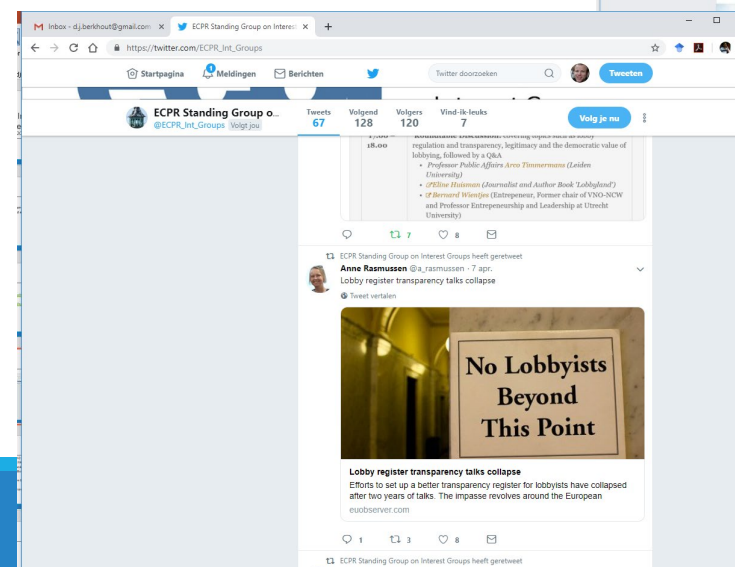 Inbox - d.j.berkhout@gmail.com
ECPR Standing Group on Interest
https://twitter.com/ECPR_Int_Groups
Startpagina
1
Meldingen
Berichten
Twitter doorzoeken
Tweeten
ECPR Standing Group o...
@ECPR_Int_Groups Volgt jou
Tweets 67
Volgend 128
Volgers 120
Vind-ik-leuks 7
Volg je nu
18.00
regulation and transparency, legitimacy and the democratic value of
lobbying, followed by a Q&A
• Professor Public Affairs Arco Timmermans (Leiden
University)
• Eline Huisman (Journalist and Author Book 'Lobbyland')
• Bernard Wientjes (Entrepeneur, Former chair of VNO-NCW
and Professor Entrepeneurship and Leadership at Utrecht
University)
7 8
ECPR Standing Group on Interest Groups heeft geretweet
Anne Rasmussen @a_rasmussen · 7 apr.
Lobby register transparency talks collapse
Tweet vertalen
No Lobbyists
Beyond
This Point
Lobby register transparency talks collapse
Efforts to set up a better transparency register for lobbyists have collapsed
after two years of talks. The impasse revolves around the European
euobserver.com
1 3 8
ECPR Standing Group on Interest Groups heeft geretweet